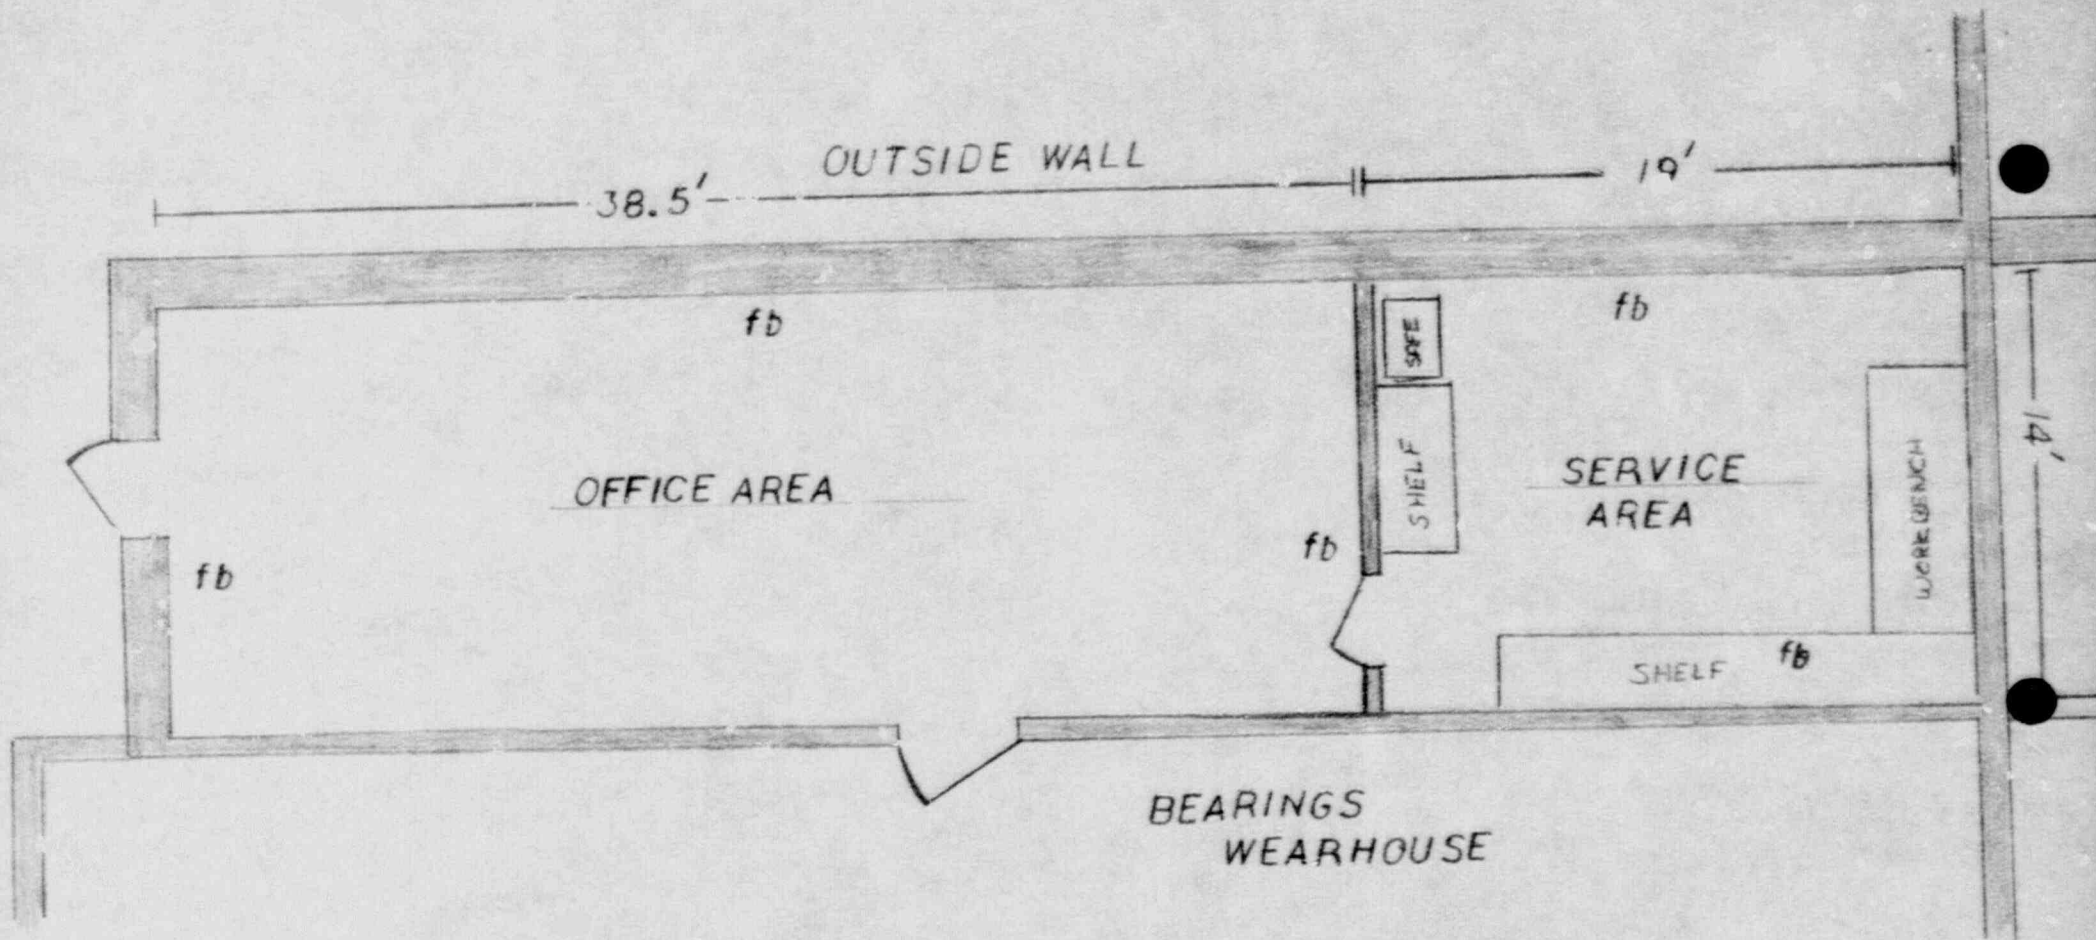 OUTSIDE WALL
38.5'
19'
fb
fb
SAFE
14'
SHELF
OFFICE AREA
SERVICE
AREA
WORKBENCH
fb
fb
SHELF fb
BEARINGS
WEARHOUSE